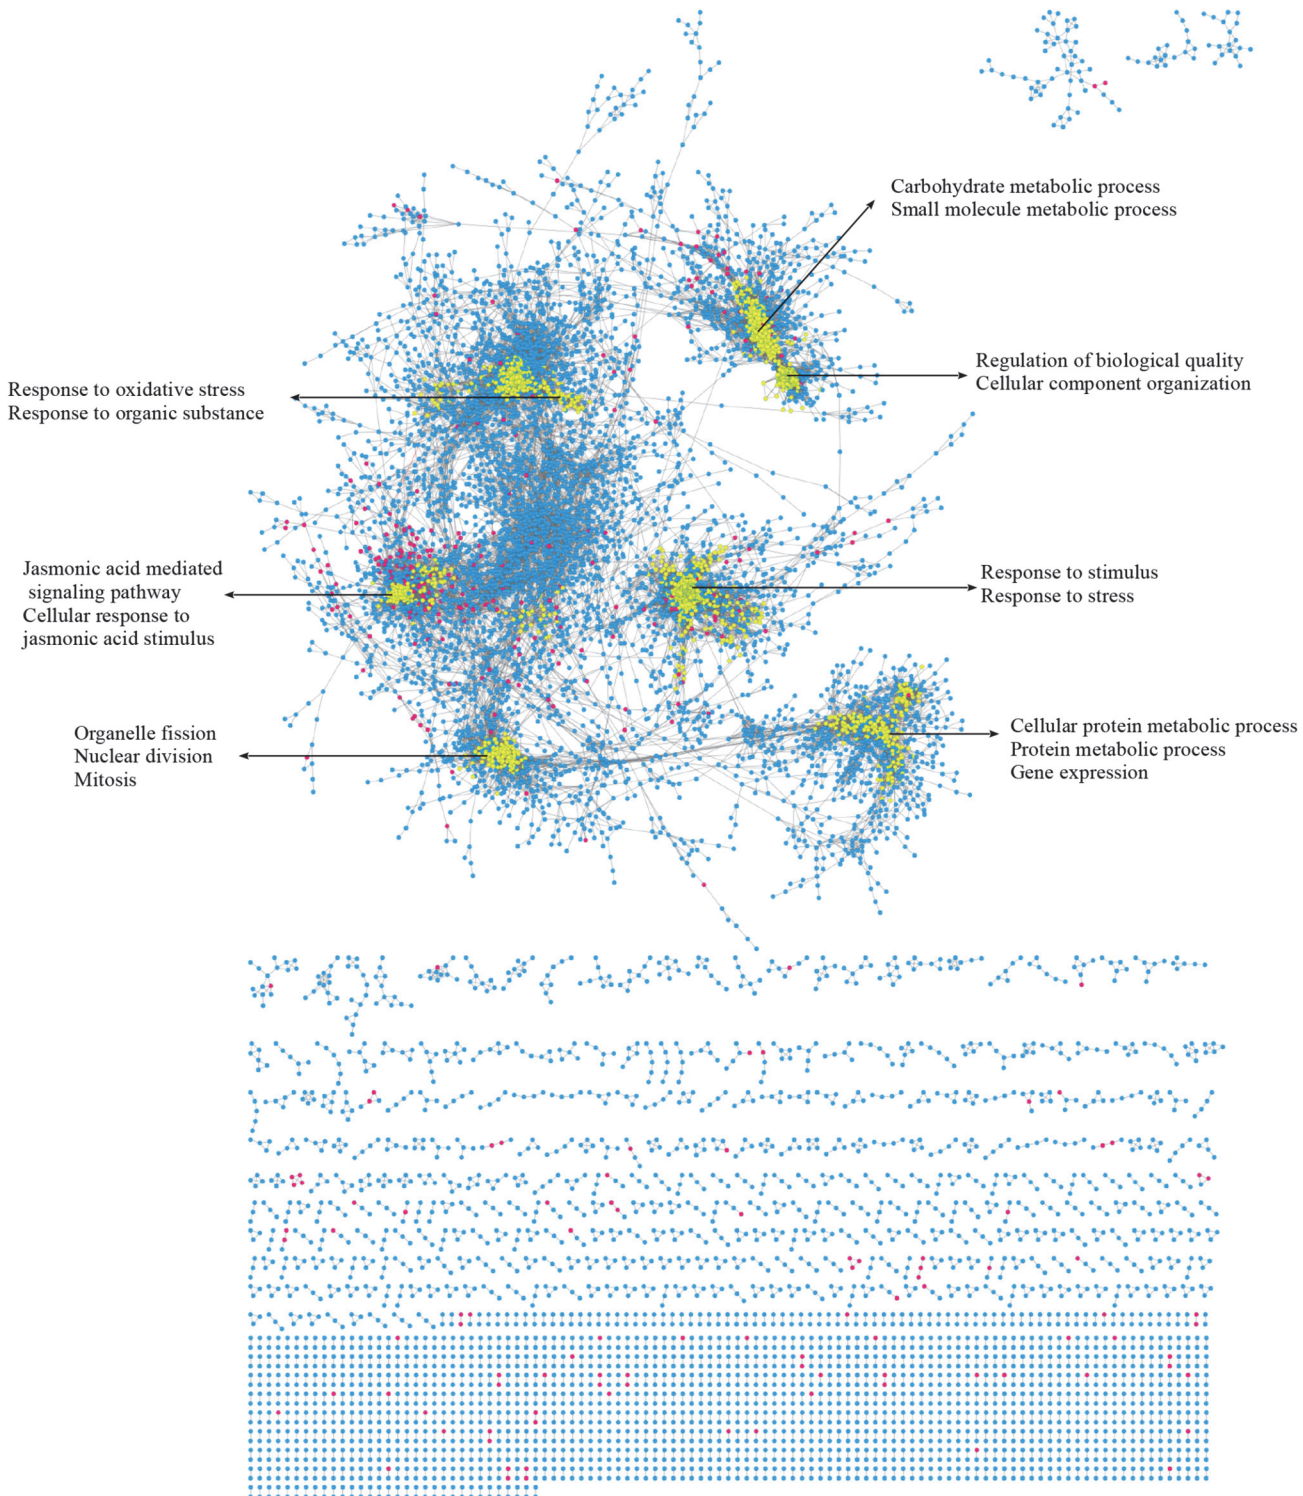 Carbohydrate metabolic process
Small molecule metabolic process
Regulation of biological quality
Cellular component organization
Response to oxidative stress
Response to organic substance
Jasmonic acid mediated
signaling pathway
Cellular response to
jasmonic acid stimulus
Response to stimulus
Response to stress
Organelle fission
Nuclear division
Mitosis
Cellular protein metabolic process
Protein metabolic process
Gene expression